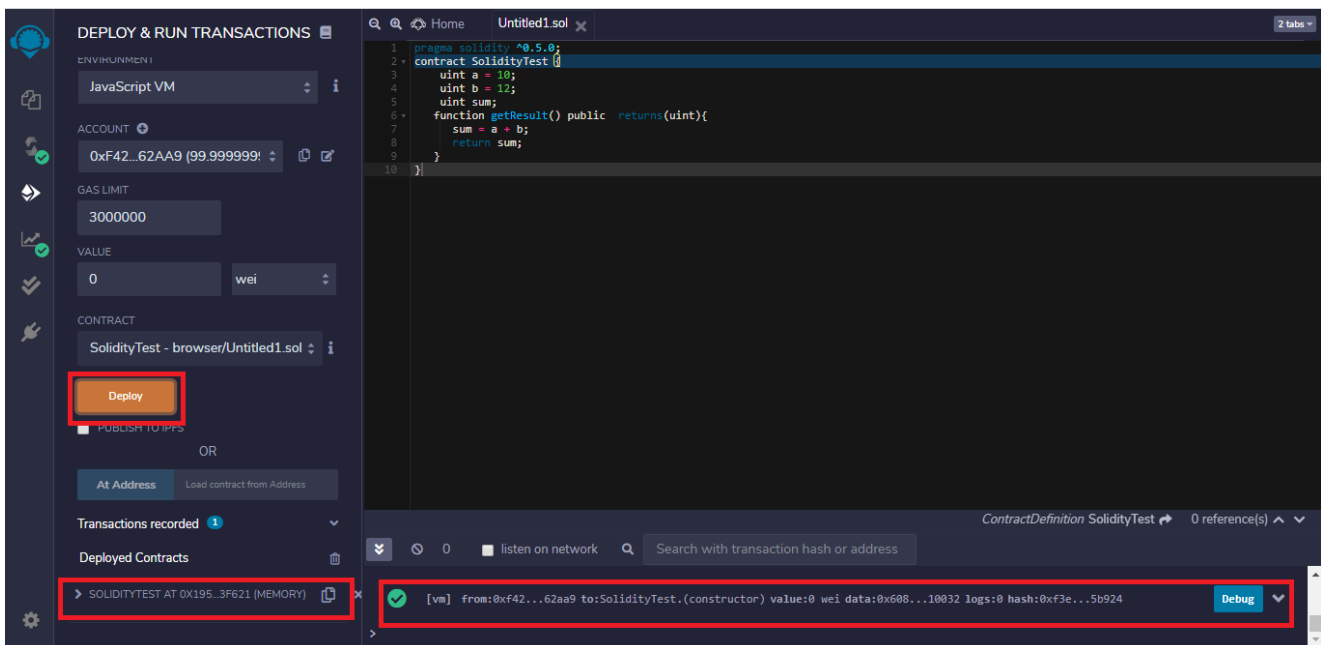 DEPLOY & RUN TRANSACTIONS
ENVIRONMENT
JavaScript VM
i
ACCOUNT
0xF42...62AA9 (99.9999999
GAS LIMIT
3000000
VALUE
0
wei
CONTRACT
SolidityTest - browser/Untitled1.sol
i
Deploy
PUBLISH TO IPFS
OR
At Address
Load contract from Address
Transactions recorded 1
Deployed Contracts
SOLIDITYTEST AT 0X195...3F621 (MEMORY)
Home
Untitled1.sol
2 tabs
1 pragma solidity ^0.5.0;
2 contract SolidityTest {
3 uint a = 10;
4 uint b = 12;
5 uint sum;
6 function getResult() public returns(uint){
7 sum = a + b;
8 return sum;
9 }
10 }
ContractDefinition SolidityTest 0 reference(s)
0
listen on network
Search with transaction hash or address
[vm] from:0xf42...62aa9 to:SolidityTest.(constructor) value:0 wei data:0x608...10032 logs:0 hash:0xf3e...5b924
Debug
>